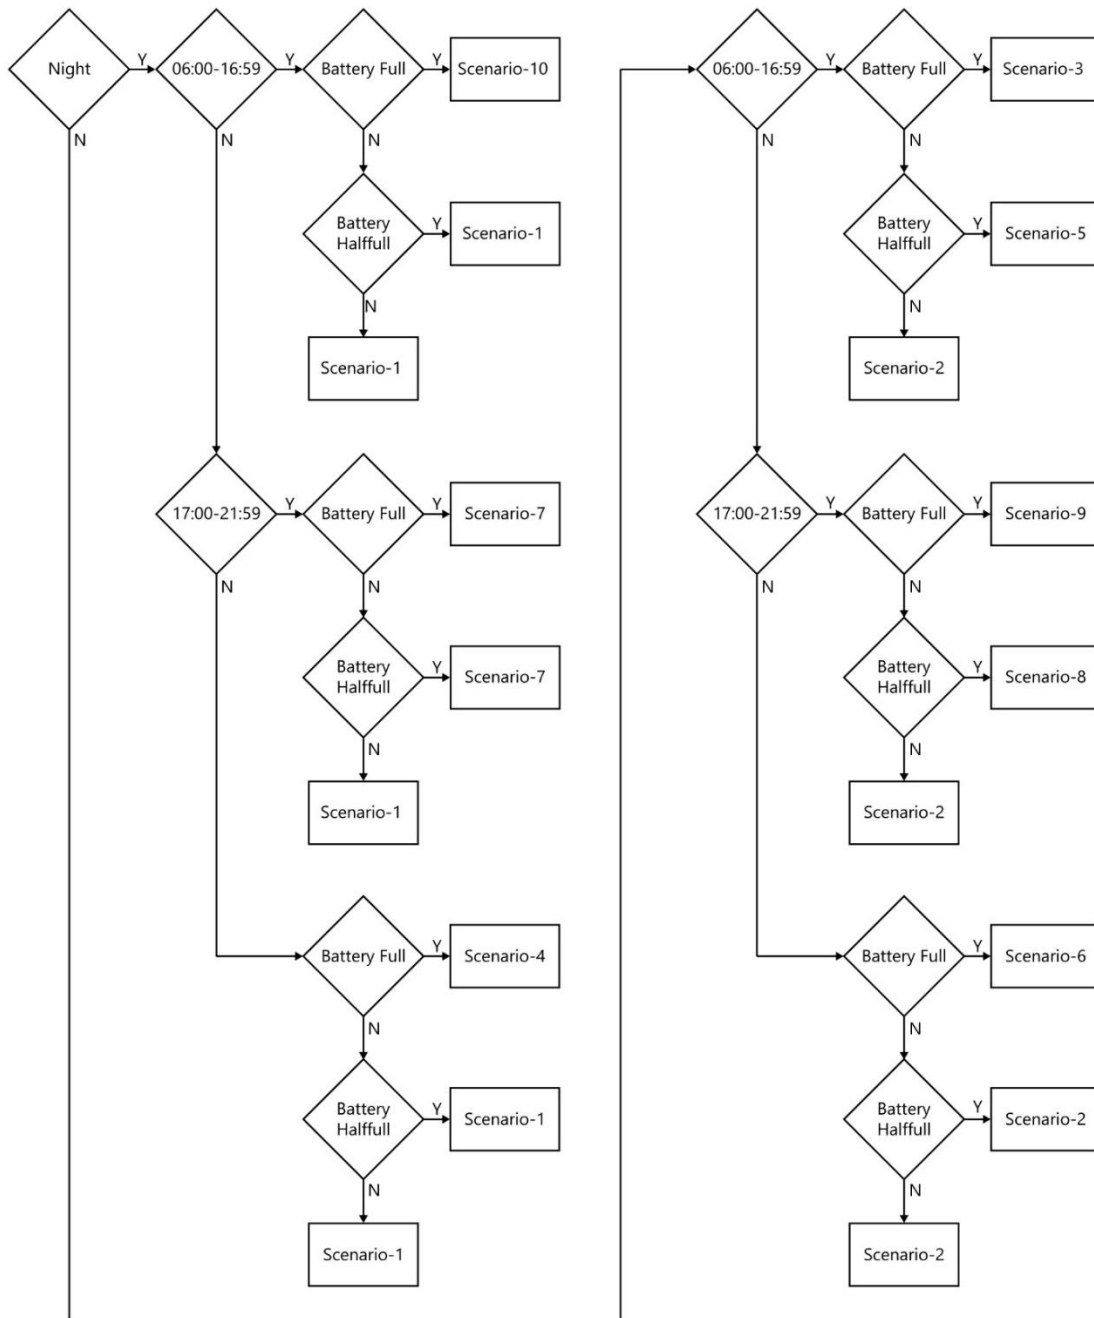 Night
Y
06:00-16:59
Y
Battery Full
Y
Scenario-10
N
N
N
Battery
Halffull
Y
Scenario-1
N
Scenario-1
17:00-21:59
Y
Battery Full
Y
Scenario-7
N
N
Battery
Halffull
Y
Scenario-7
N
Scenario-1
Battery Full
Y
Scenario-4
N
Battery
Halffull
Y
Scenario-1
N
Scenario-1
06:00-16:59
Y
Battery Full
Y
Scenario-3
N
N
Battery
Halffull
Y
Scenario-5
N
Scenario-2
17:00-21:59
Y
Battery Full
Y
Scenario-9
N
N
Battery
Halffull
Y
Scenario-8
N
Scenario-2
Battery Full
Y
Scenario-6
N
Battery
Halffull
Y
Scenario-2
N
Scenario-2